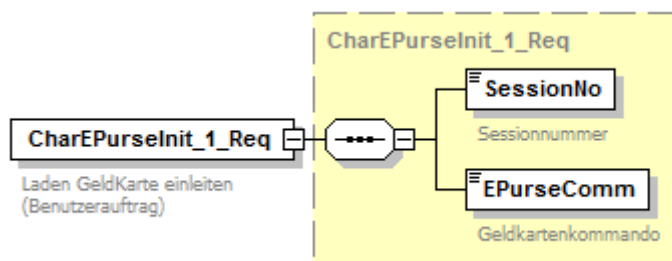 CharEPurseInit_1_Req
SessionNo
Sessionnummer
CharEPurseInit_1_Req
Laden GeldKarte einleiten
(Benutzerauftrag)
EPurseComm
Geldkartenkommando